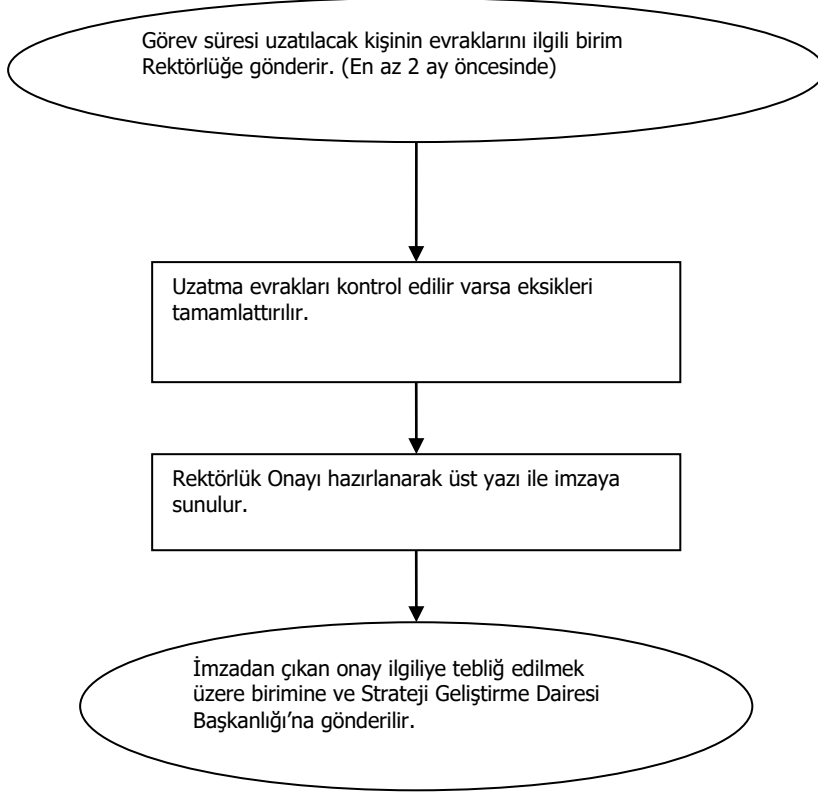 Görev süresi uzatılacak kişinin evraklarını ilgili birim
Rektörlüğe gönderir. (En az 2 ay öncesinde)
Uzatma evrakları kontrol edilir varsa eksikleri
tamamlattırılır.
Rektörlük Onayı hazırlanarak üst yazı ile imzaya
sunulur.
İmzadan çıkan onay ilgiliye tebliğ edilmek
üzere birimine ve Strateji Geliştirme Dairesi
Başkanlığı’na gönderilir.